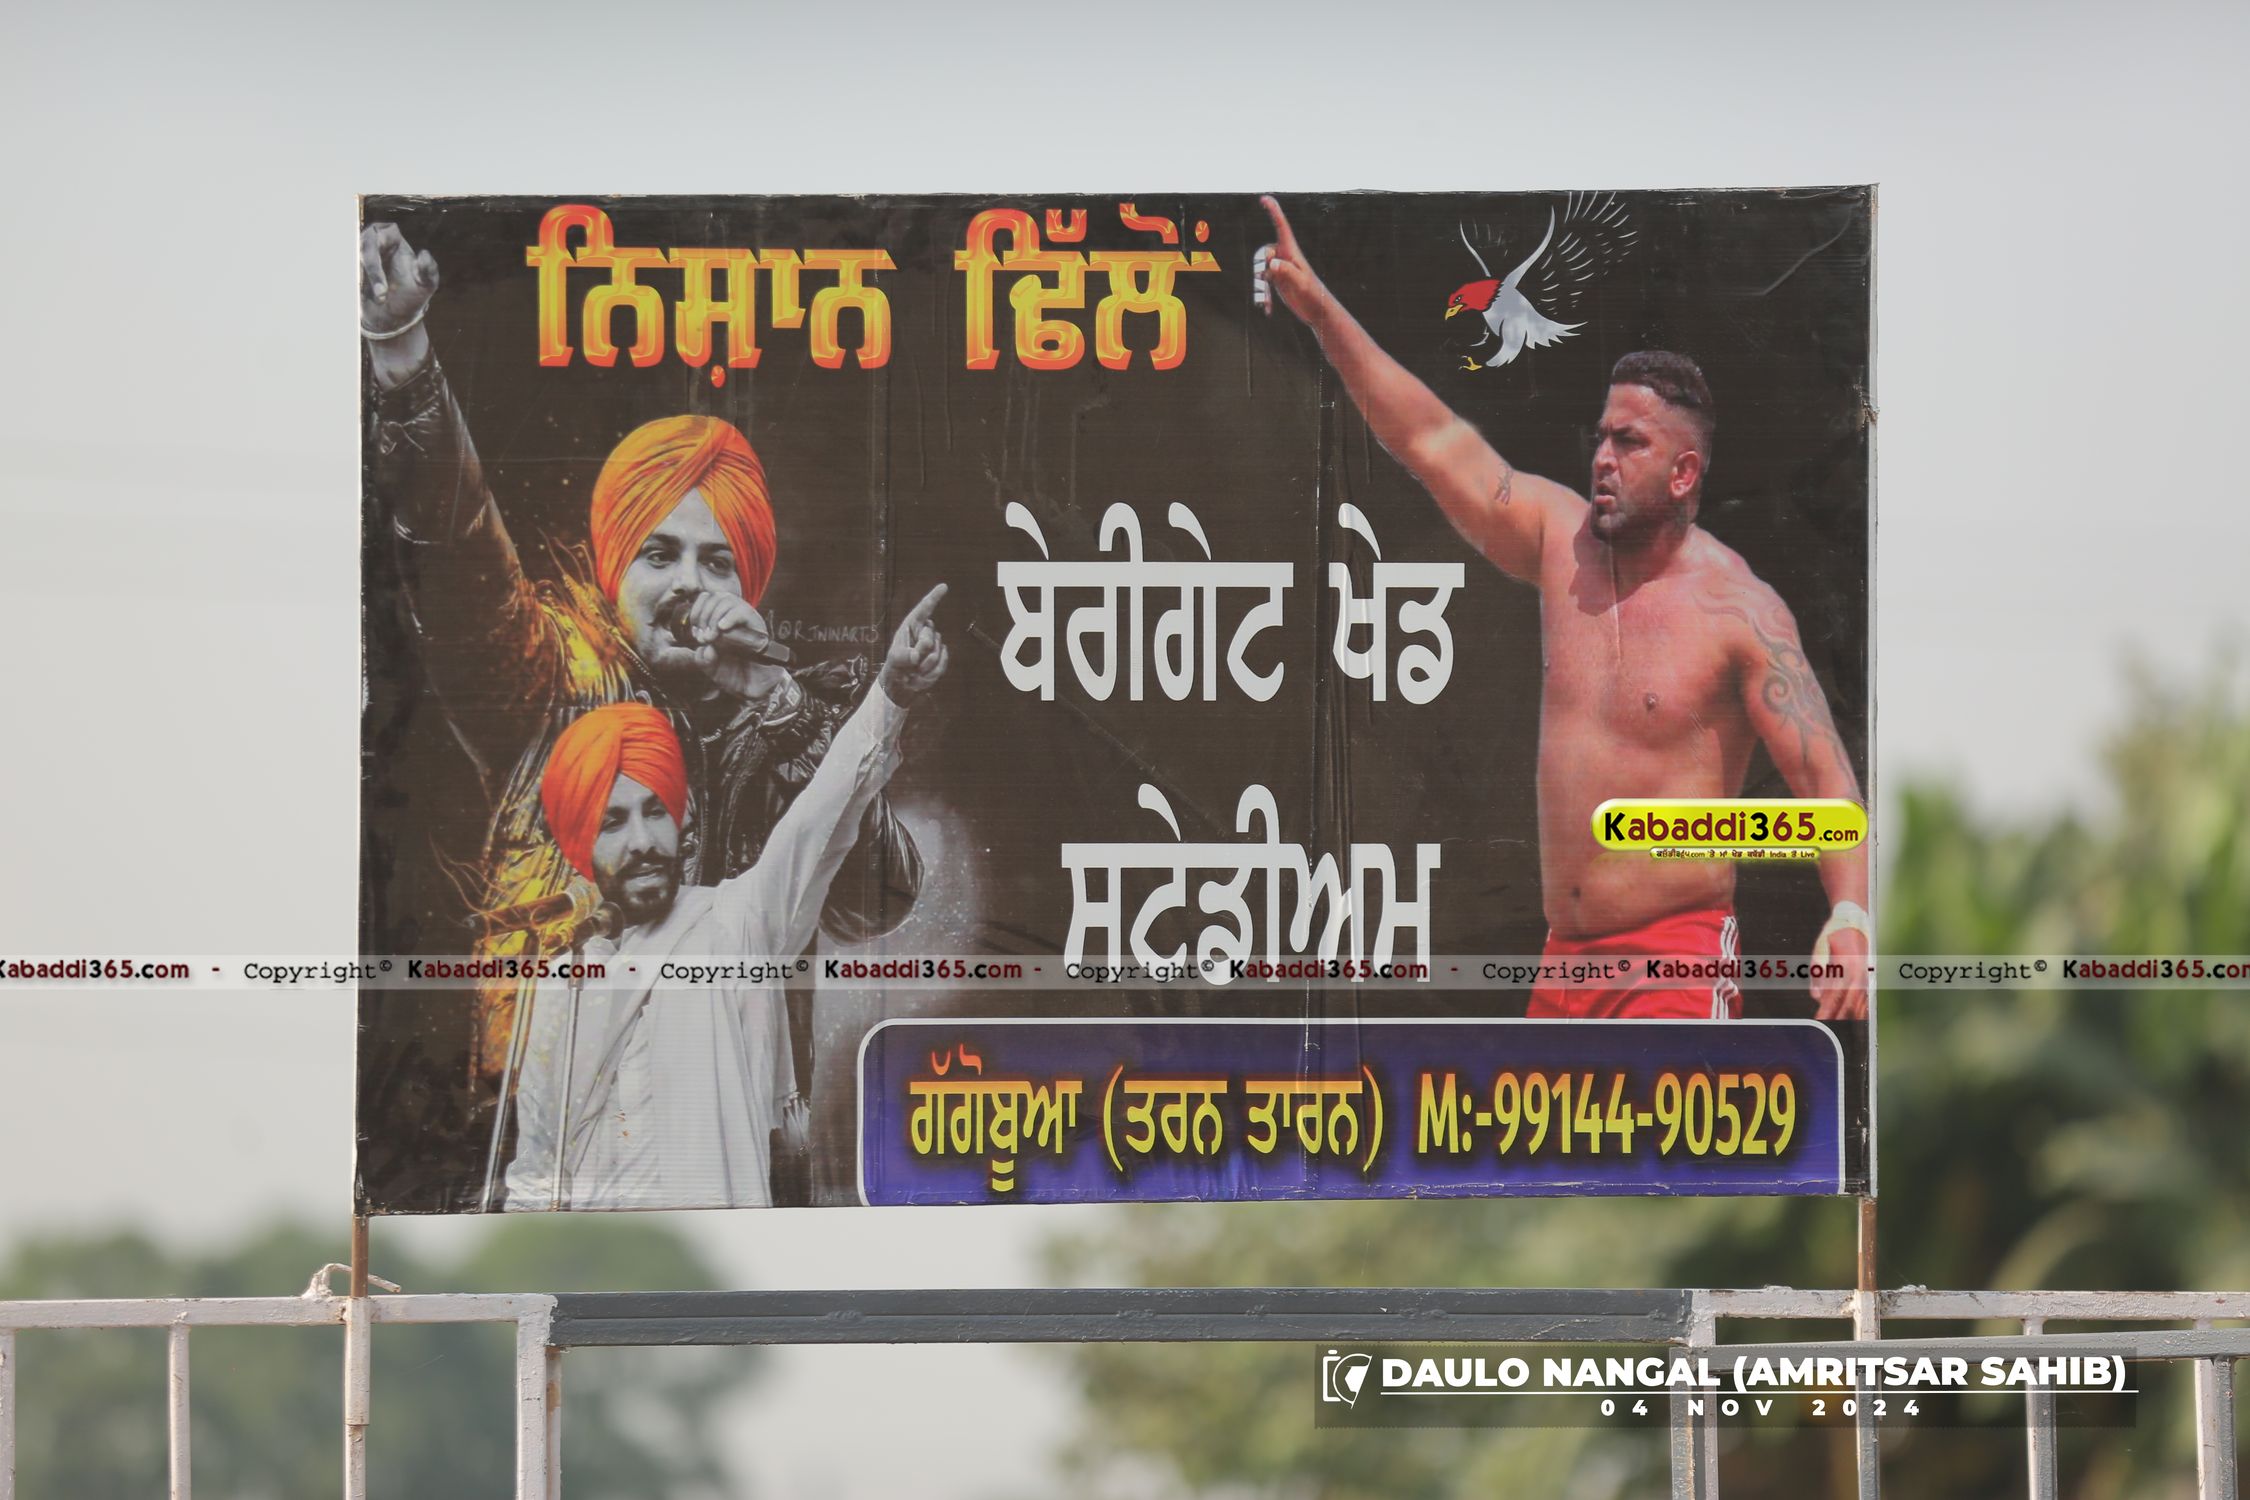 ਨਿਸ਼ਾਨ ਢਿੱਲੋਂ
@R_JWINARTS
ਬੇਰੀਗੇਟ ਖੇਡ
ਸਟੇਡੀਅਮ
Kabaddi365.com
Kabaddi365.com - Copyright© Kabaddi365.com - Copyright© Kabaddi365.com - Copyright© Kabaddi365.com - Copyright© Kabaddi365.com - Copyright© Kabaddi365.com
ਗੱਗੋਬੂਆ (ਤਰਨ ਤਾਰਨ) M:-99144-90529
DAULO NANGAL (AMRITSAR SAHIB)
04 NOV 2024